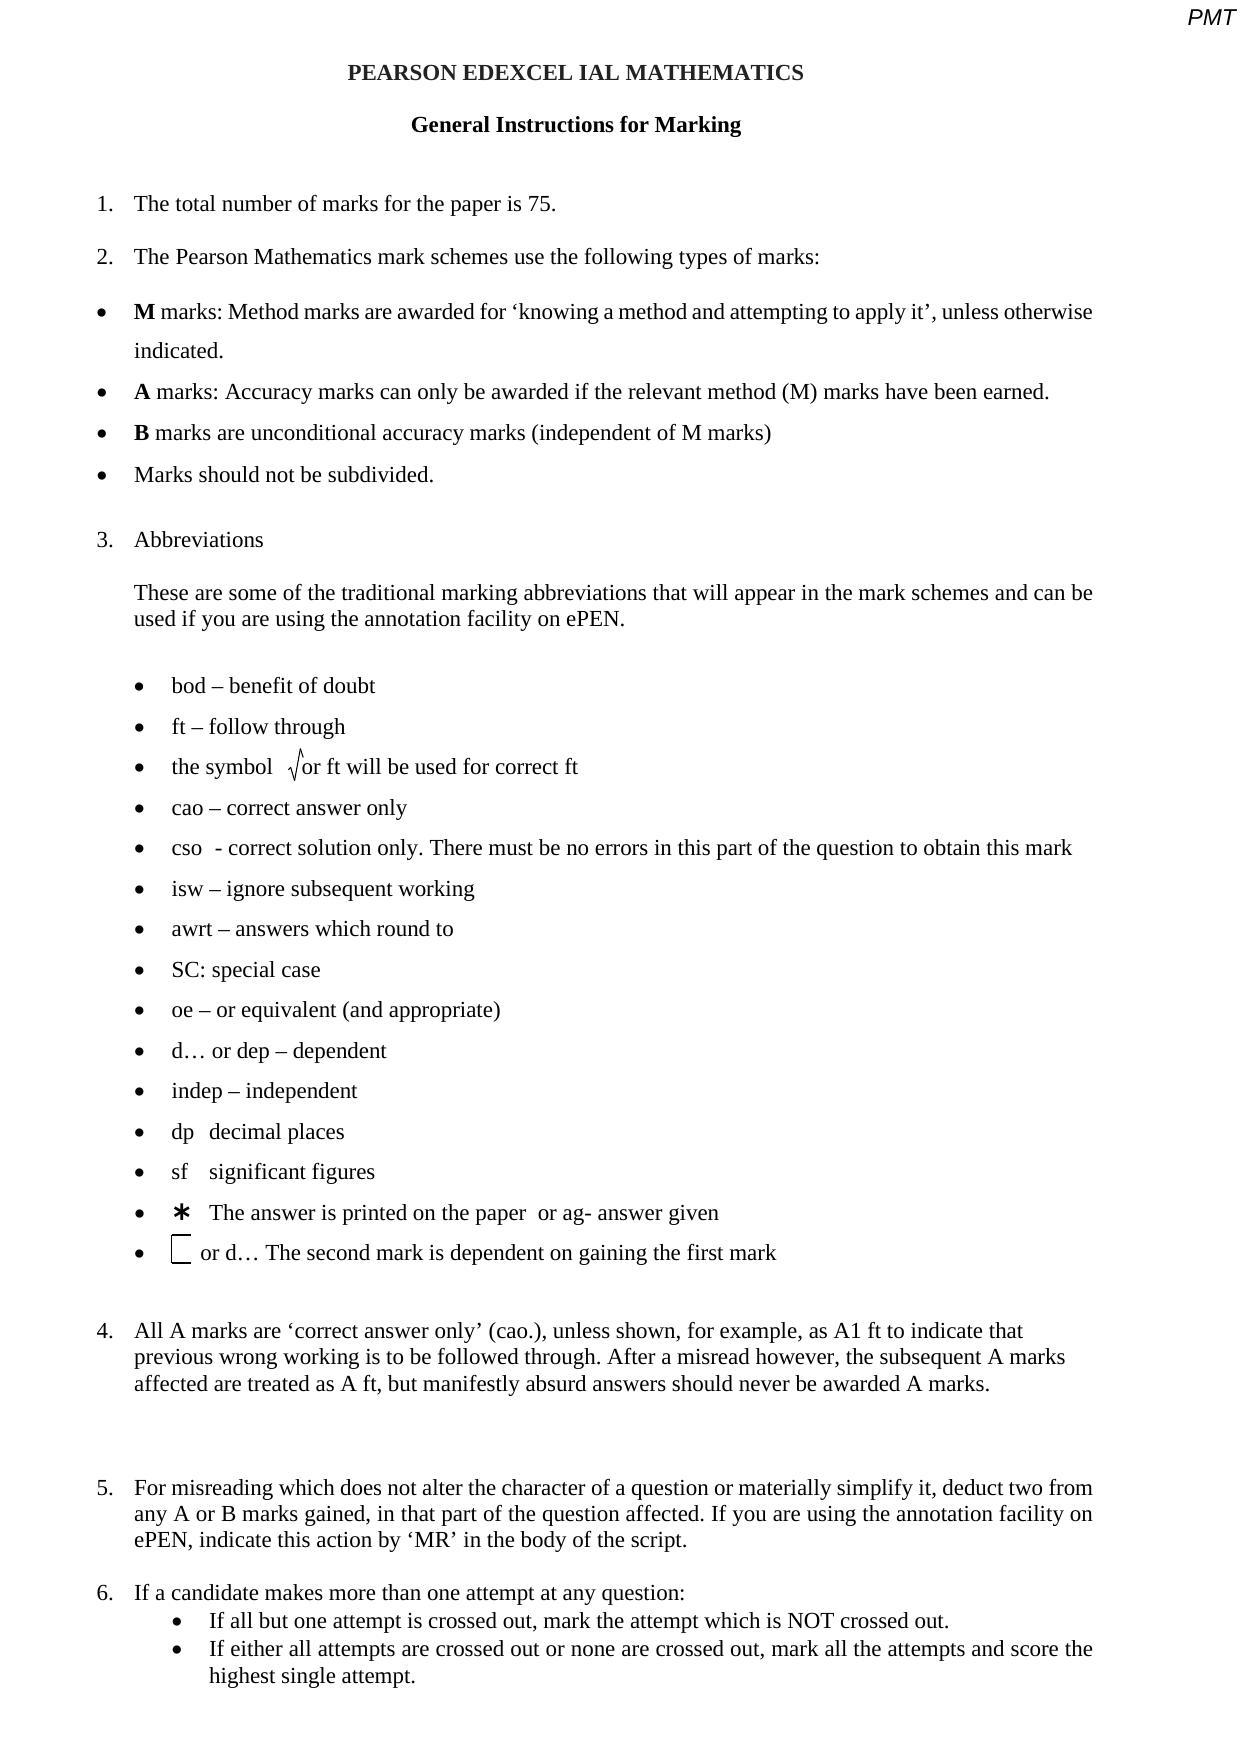 PMT
PEARSON EDEXCEL IAL MATHEMATICS
General Instructions for Marking
1. The total number of marks for the paper is 75.
2. The Pearson Mathematics mark schemes use the following types of marks:
• M marks: Method marks are awarded for ‘knowing a method and attempting to apply it’, unless otherwise
indicated.
• A marks: Accuracy marks can only be awarded if the relevant method (M) marks have been earned.
• B marks are unconditional accuracy marks (independent of M marks)
• Marks should not be subdivided.
3. Abbreviations
These are some of the traditional marking abbreviations that will appear in the mark schemes and can be
used if you are using the annotation facility on ePEN.
• bod – benefit of doubt
• ft – follow through
• the symbol √ or ft will be used for correct ft
• cao – correct answer only
• cso - correct solution only. There must be no errors in this part of the question to obtain this mark
• isw – ignore subsequent working
• awrt – answers which round to
• SC: special case
• oe – or equivalent (and appropriate)
• d… or dep – dependent
• indep – independent
• dp decimal places
• sf significant figures
• * The answer is printed on the paper or ag- answer given
• or d… The second mark is dependent on gaining the first mark
4. All A marks are ‘correct answer only’ (cao.), unless shown, for example, as A1 ft to indicate that
previous wrong working is to be followed through. After a misread however, the subsequent A marks
affected are treated as A ft, but manifestly absurd answers should never be awarded A marks.
5. For misreading which does not alter the character of a question or materially simplify it, deduct two from
any A or B marks gained, in that part of the question affected. If you are using the annotation facility on
ePEN, indicate this action by ‘MR’ in the body of the script.
6. If a candidate makes more than one attempt at any question:
• If all but one attempt is crossed out, mark the attempt which is NOT crossed out.
• If either all attempts are crossed out or none are crossed out, mark all the attempts and score the
highest single attempt.